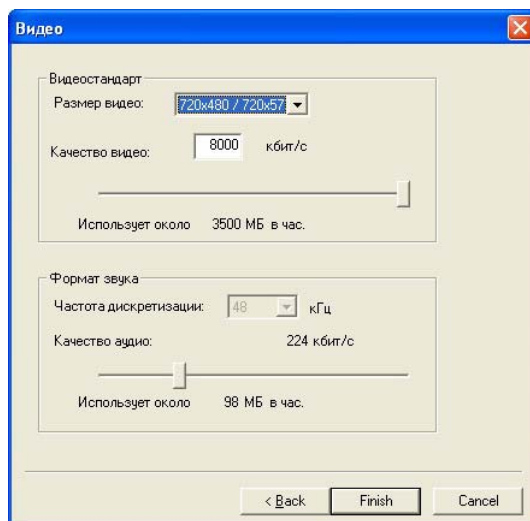 Видео
Видеостандарт
Размер видео: 720x480 / 720x57
Качество видео: 8000 кбит/с
Использует около 3500 МБ в час.
Формат звука
Частота дискретизации: 48 кГц
Качество аудио: 224 кбит/с
Использует около 98 МБ в час.
< Back Finish Cancel